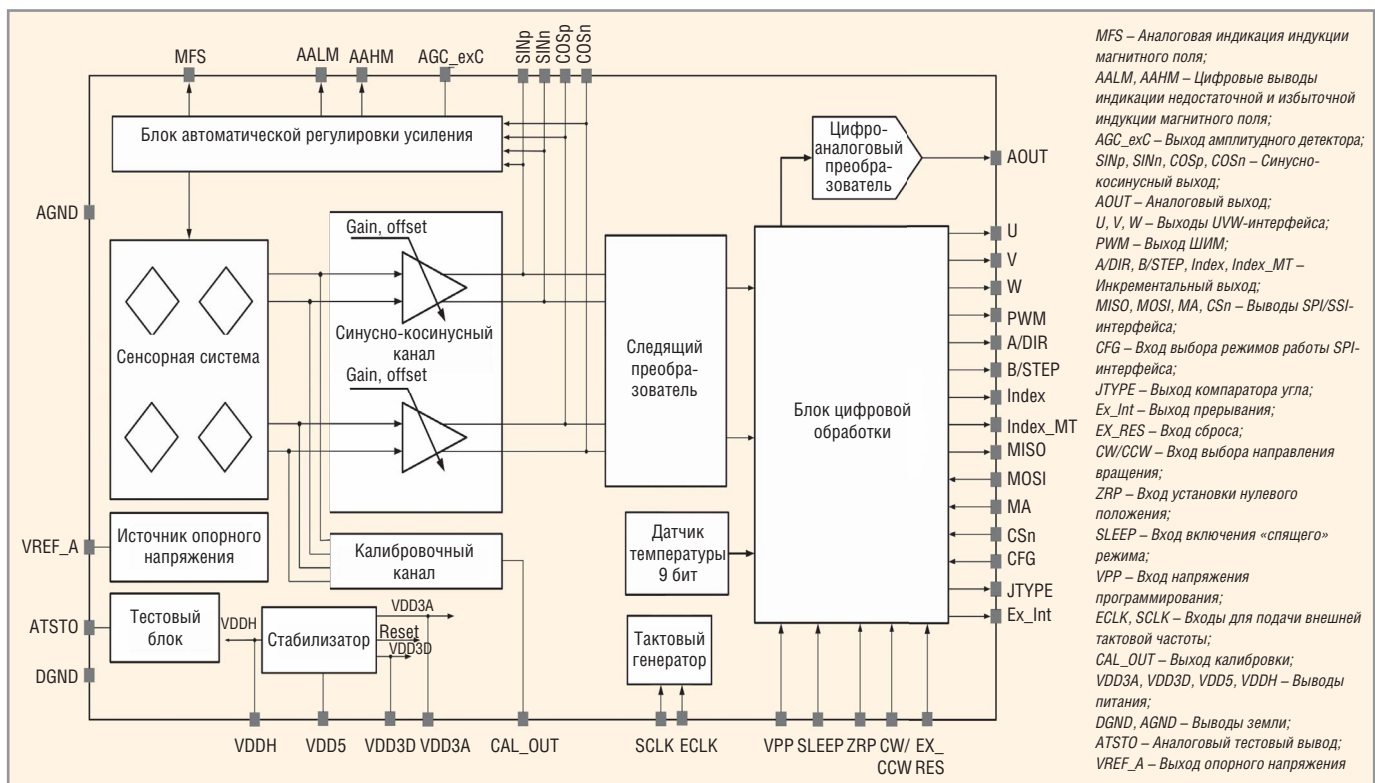 MFS
AALM
AAHM
AGC_exC
SINp
SINn
COSp
COSn
Блок автоматической регулировки усиления
Цифро-
аналоговый
преобра-
зователь
AOUT
AGND
Gain, offset
Синусно-косинусный
канал
Gain, offset
Сенсорная система
Следящий
преобра-
зователь
Блок цифровой
обработки
U
V
W
PWM
A/DIR
B/STEP
Index
Index_MT
MISO
MOSI
MA
CSn
CFG
JTYPE
Ex_Int
VREF_A
Источник опорного
напряжения
Калибровочный
канал
Датчик
температуры
9 бит
ATSTO
Тестовый
блок
VDDH
Стабилизатор
VDD3A
Reset
VDD3D
Тактовый
генератор
DGND
VDDH
VDD5
VDD3D
VDD3A
CAL_OUT
SCLK
ECLK
VPP
SLEEP
ZRP
CW/
CCW
EX_
RES
MFS – Аналоговая индикация индукции
магнитного поля;
AALM, AAHM – Цифровые выводы
индикации недостаточной и избыточной
индукции магнитного поля;
AGC_exC – Выход амплитудного детектора;
SINp, SINn, COSp, COSn – Синусно-
косинусный выход;
AOUT – Аналоговый выход;
U, V, W – Выходы UVW-интерфейса;
PWM – Выход ШИМ;
A/DIR, B/STEP, Index, Index_MT –
Инкрементальный выход;
MISO, MOSI, MA, CSn – Выводы SPI/SSI-
интерфейса;
CFG – Вход выбора режимов работы SPI-
интерфейса;
JTYPE – Выход компаратора угла;
Ex_Int – Выход прерывания;
EX_RES – Вход сброса;
CW/CCW – Вход выбора направления
вращения;
ZRP – Вход установки нулевого
положения;
SLEEP – Вход включения «спящего»
режима;
VPP – Вход напряжения
программирования;
ECLK, SCLK – Входы для подачи внешней
тактовой частоты;
CAL_OUT – Выход калибровки;
VDD3A, VDD3D, VDD5, VDDH – Выводы
питания;
DGND, AGND – Выводы земли;
ATSTO – Аналоговый тестовый вывод;
VREF_A – Выход опорного напряжения